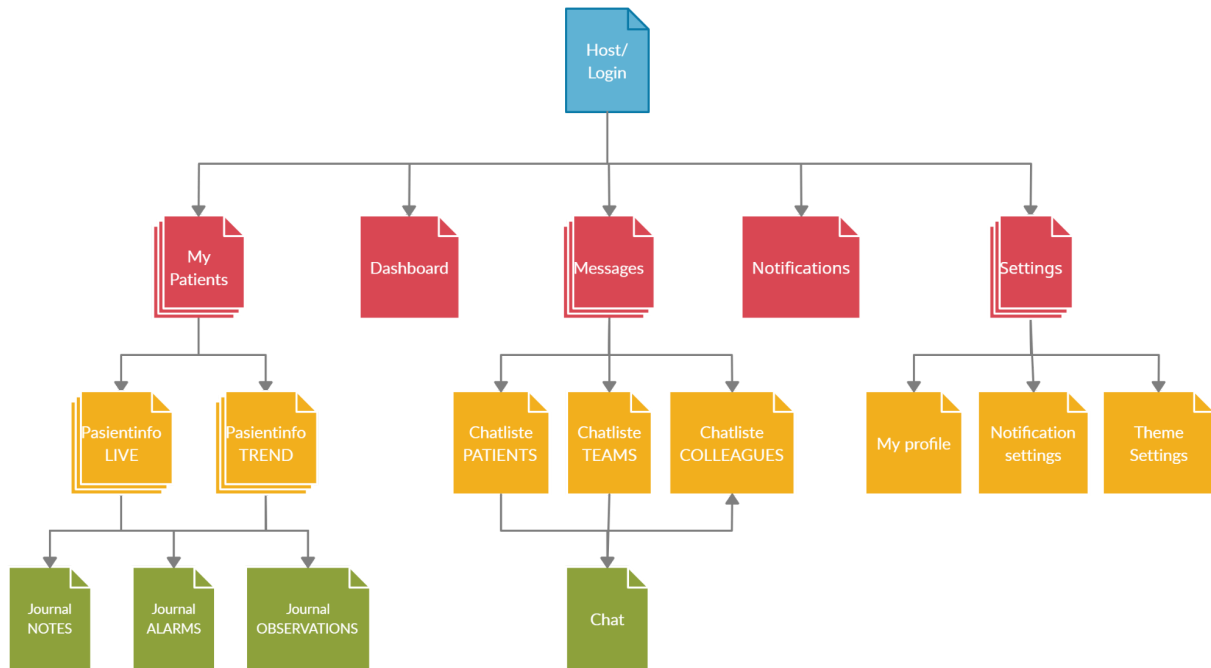 Host/
Login
My
Patients
Dashboard
Messages
Notifications
Settings
Pasientinfo
LIVE
Pasientinfo
TREND
Chatliste
PATIENTS
Chatliste
TEAMS
Chatliste
COLLEAGUES
My profile
Notification
settings
Theme
Settings
Journal
NOTES
Journal
ALARMS
Journal
OBSERVATIONS
Chat